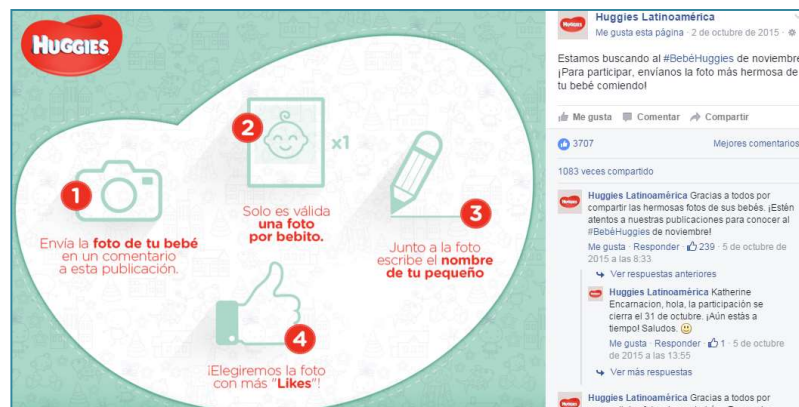 HUGGIES
1
Envía la foto de tu bebé
en un comentario
a esta publicación.
2
x1
Solo es válida
una foto
por bebito.
3
Junto a la foto
escribe el nombre
de tu pequeño
4
¡Elegiremos la foto
con más "Likes"!
Huggies Latinoamérica
Me gusta esta página · 2 de octubre de 2015 ·
Estamos buscando al #BebéHuggies de noviembre
¡Para participar, envíanos la foto más hermosa de
tu bebé comiendo!
Me gusta Comentar Compartir
3707 Mejores comentarios
1083 veces compartido
Huggies Latinoamérica Gracias a todos por
compartir las hermosas fotos de sus bebés. ¡Estén
atentos a nuestras publicaciones para conocer al
#BebéHuggies de noviembre!
Me gusta · Responder · 239 · 5 de octubre de
2015 a las 8:33
Ver respuestas anteriores
Huggies Latinoamérica Katherine
Encarnacion, hola, la participación se
cierra el 31 de octubre. ¡Aún estás a
tiempo! Saludos.
Me gusta · Responder · 1 · 5 de octubre
de 2015 a las 13:55
Ver más respuestas
Huggies Latinoamérica Gracias a todos por